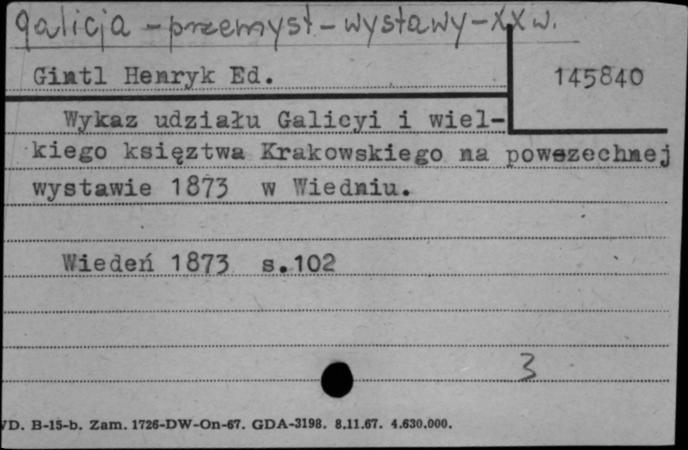 galicja - przemysł - wystawy - XX w.
Gintl Henryk Ed.
145840
Wykaz udziału Galicyi i wiel-
kiego księztwa Krakowskiego na powszechnej
wystawie 1873 w Wiedniu.
Wiedeń 1873 s.102
3
D. B-15-b. Zam. 1726-DW-On-67. GDA-3198. 8.11.67. 4.630.000.